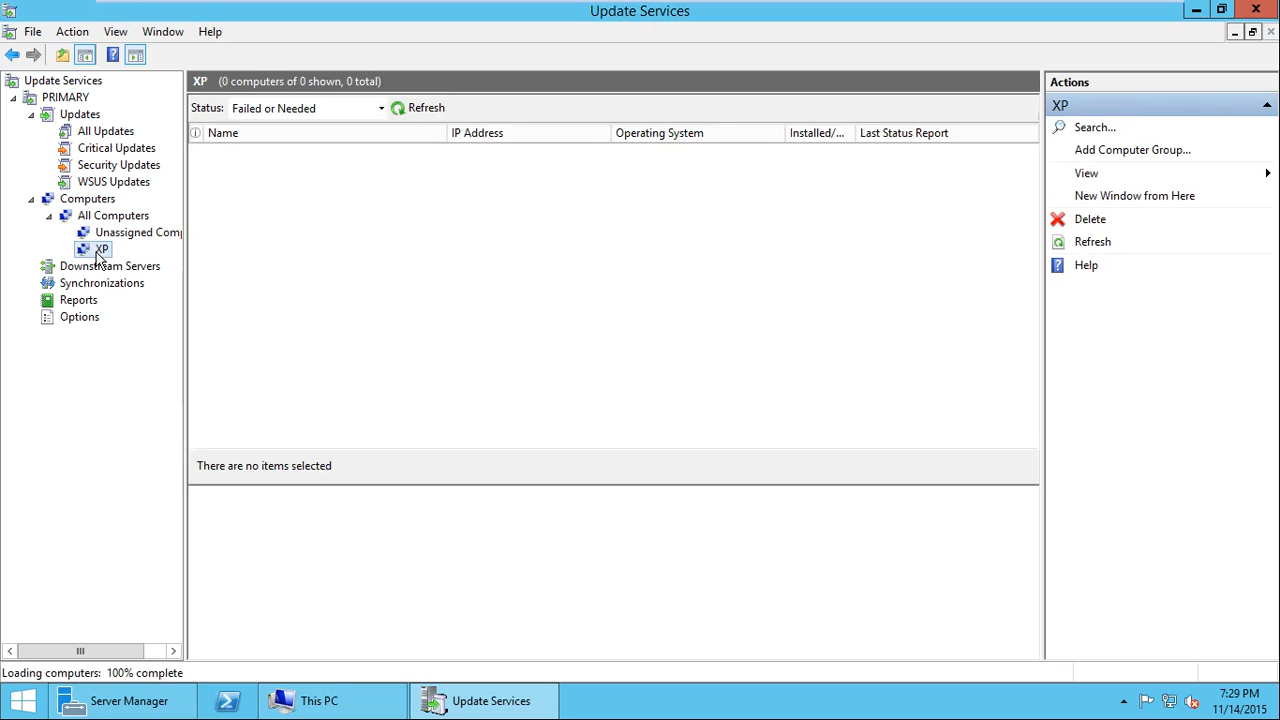 Update Services
File Action View Window Help
Update Services
PRIMARY
Updates
All Updates
Critical Updates
Security Updates
WSUS Updates
Computers
All Computers
Unassigned Comp
XP
Downstream Servers
Synchronizations
Reports
Options
XP (0 computers of 0 shown, 0 total)
Status: Failed or Needed Refresh
Name IP Address Operating System Installed/... Last Status Report
There are no items selected
Actions
XP
Search...
Add Computer Group...
View
New Window from Here
Delete
Refresh
Help
Loading computers: 100% complete
Server Manager This PC Update Services
7:29 PM
11/14/2015